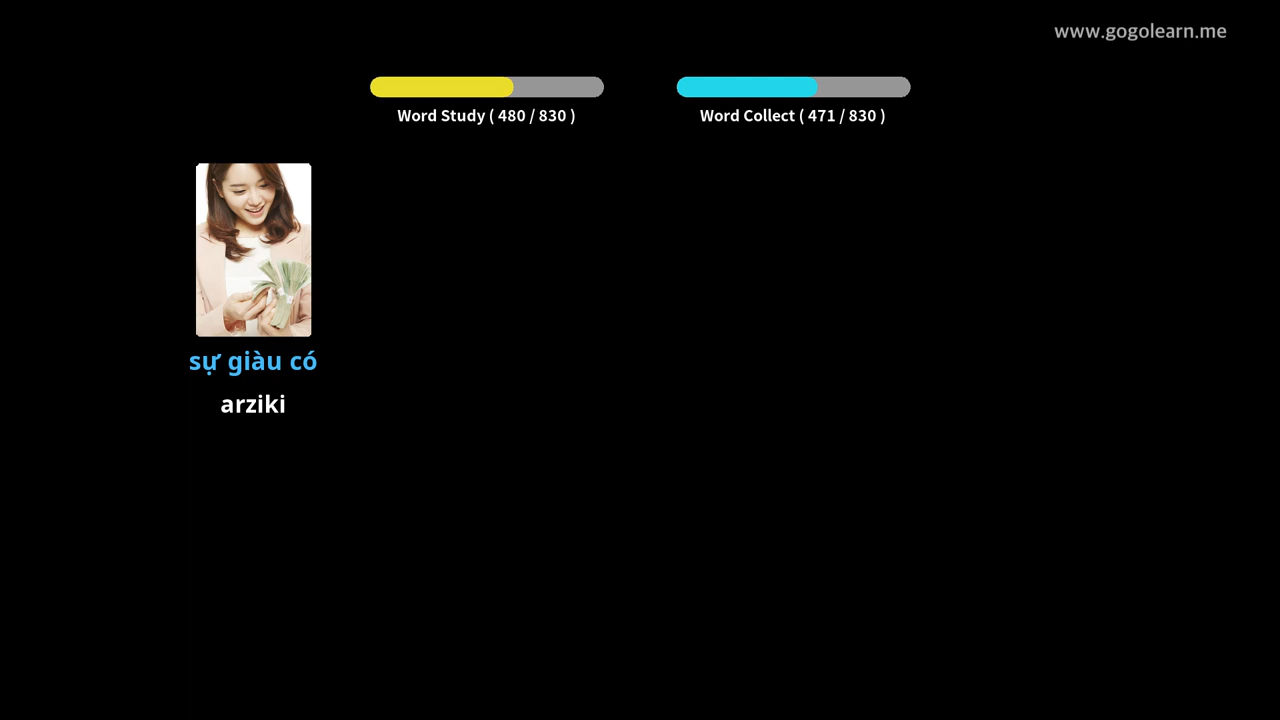 www.gogolearn.me
Word Study ( 480 / 830 )
Word Collect ( 471 / 830 )
sự giàu có
arziki